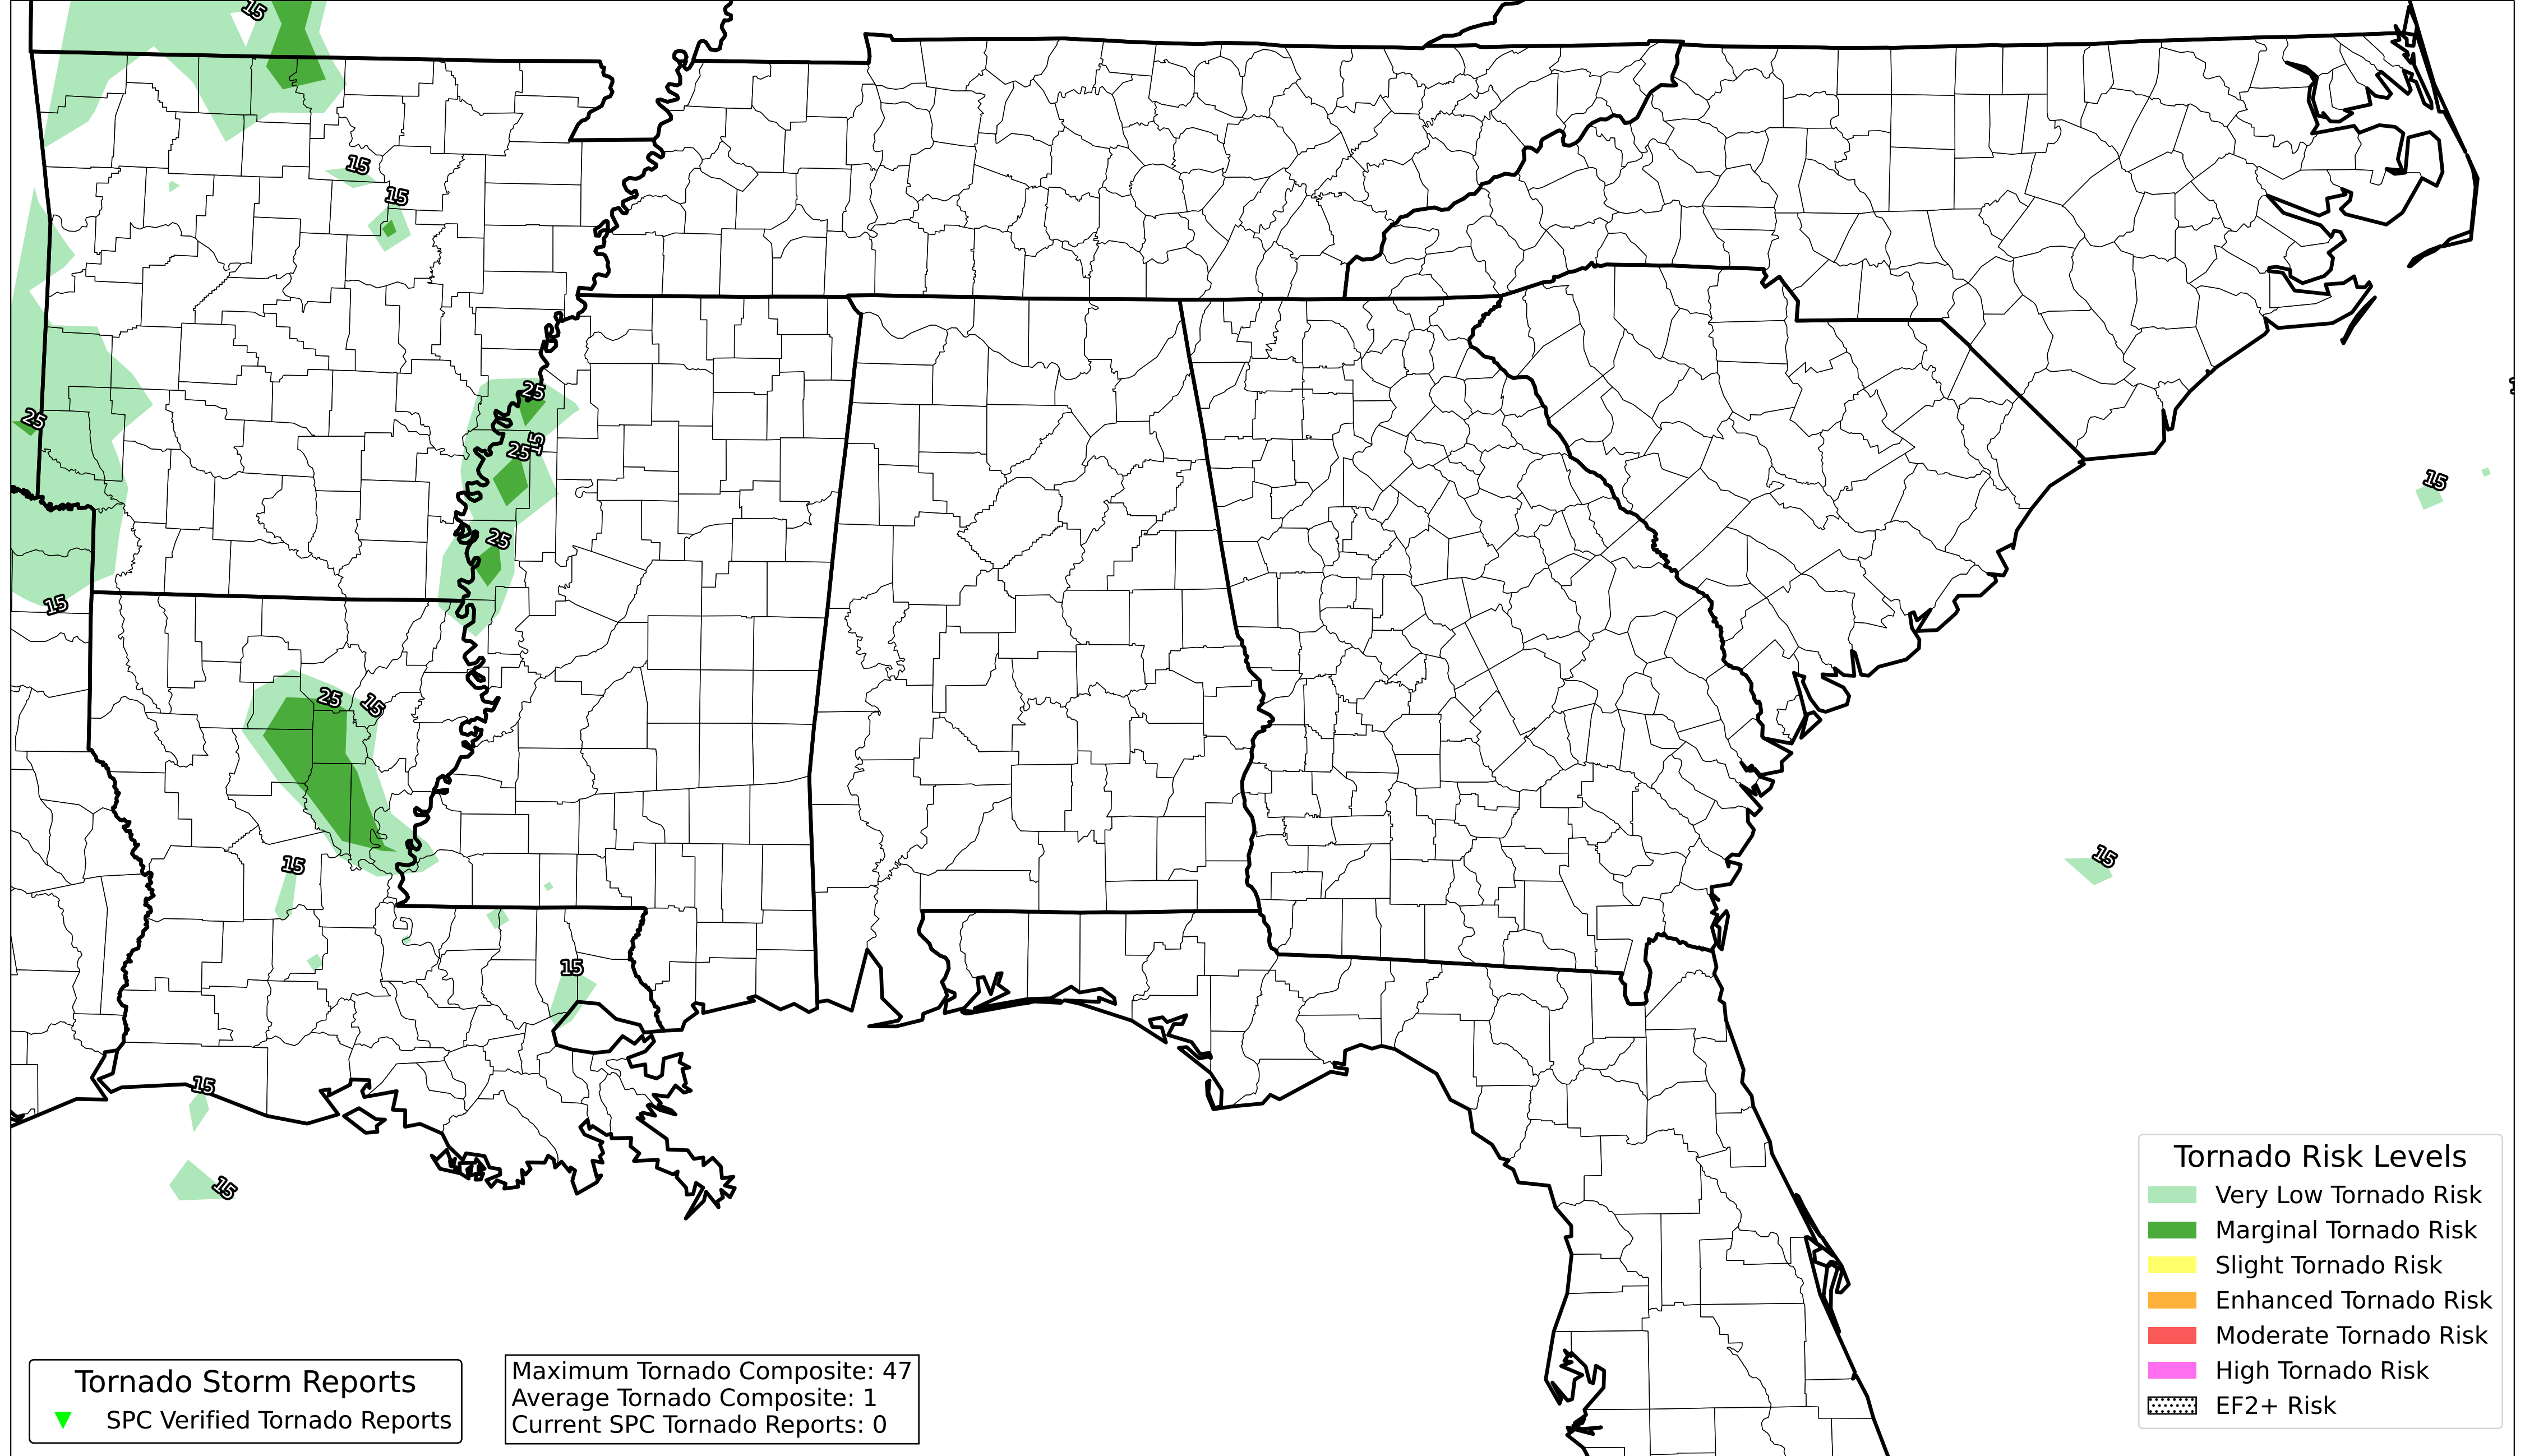 15
15
15
25
25
15
25
25
15
15
25
15
15
15
15
15
15
15
Tornado Risk Levels
Very Low Tornado Risk
Marginal Tornado Risk
Slight Tornado Risk
Enhanced Tornado Risk
Moderate Tornado Risk
High Tornado Risk
EF2+ Risk
Tornado Storm Reports
SPC Verified Tornado Reports
Maximum Tornado Composite: 47
Average Tornado Composite: 1
Current SPC Tornado Reports: 0